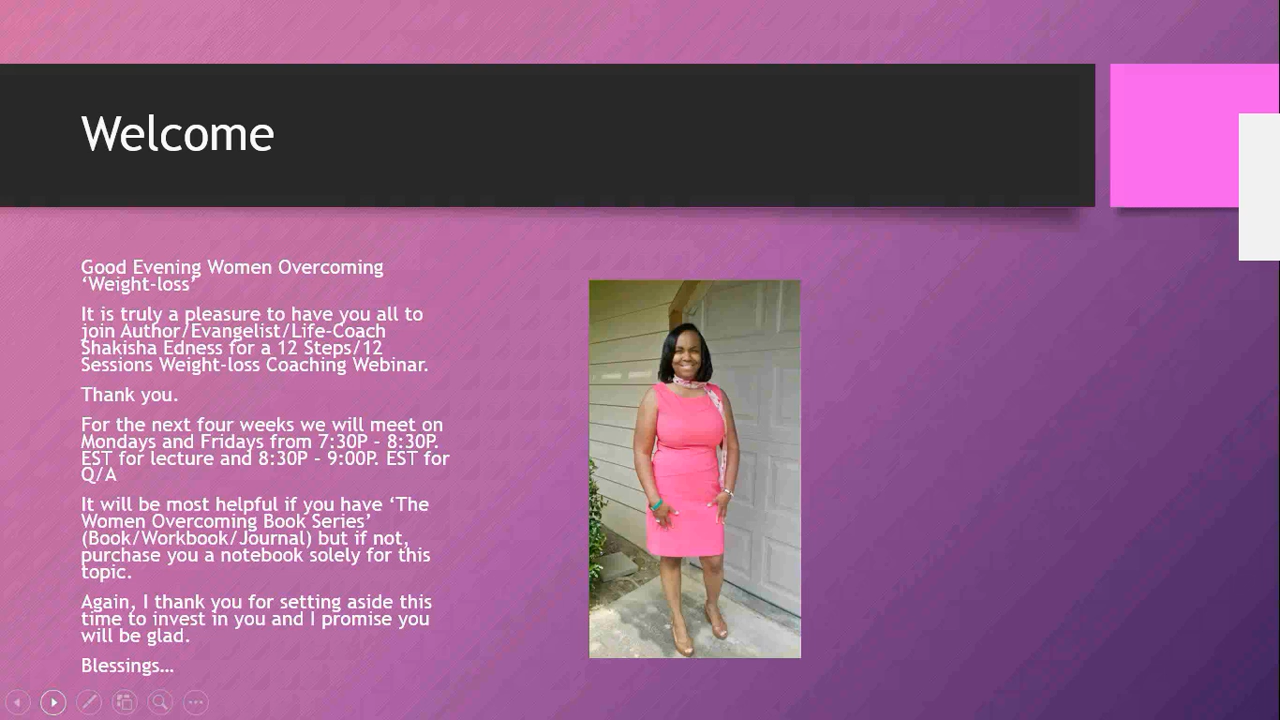 Welcome
Good Evening Women Overcoming
‘Weight-loss’
It is truly a pleasure to have you all to
join Author/Evangelist/Life-Coach
Shakisha Edness for a 12 Steps/12
Sessions Weight-loss Coaching Webinar.
Thank you.
For the next four weeks we will meet on
Mondays and Fridays from 7:30P - 8:30P.
EST for lecture and 8:30P - 9:00P. EST for
Q/A
It will be most helpful if you have ‘The
Women Overcoming Book Series’
(Book/Workbook/Journal) but if not,
purchase you a notebook solely for this
topic.
Again, I thank you for setting aside this
time to invest in you and I promise you
will be glad.
Blessings…